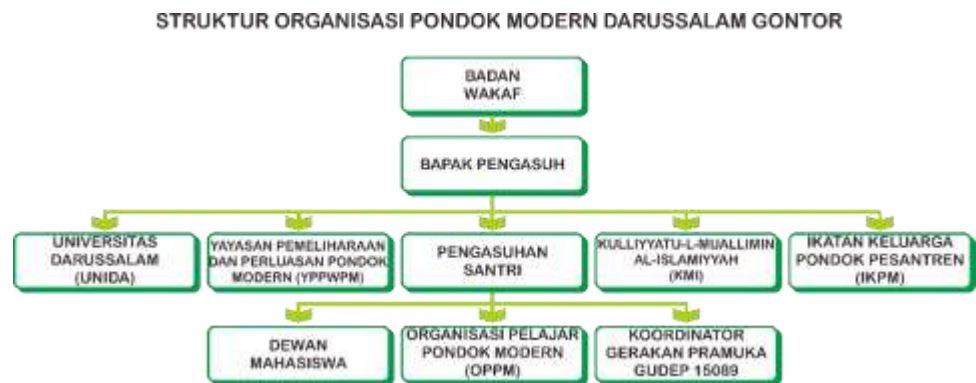 STRUKTUR ORGANISASI PONDOK MODERN DARUSSALAM GONTOR
BADAN
WAKAF
BAPAK PENGASUH
UNIVERSITAS
DARUSSALAM
(UNIDA)
YAYASAN PEMELIHARAAN
DAN PERLUASAN PONDOK
MODERN (YPPWPM)
PENGASUHAN
SANTRI
KULLIYYATU-L-MUALLIMIN
AL-ISLAMIYYAH
(KMI)
IKATAN KELUARGA
PONDOK PESANTREN
(IKPM)
DEWAN
MAHASISWA
ORGANISASI PELAJAR
PONDOK MODERN
(OPPM)
KOORDINATOR
GERAKAN PRAMUKA
GUDEP 15089